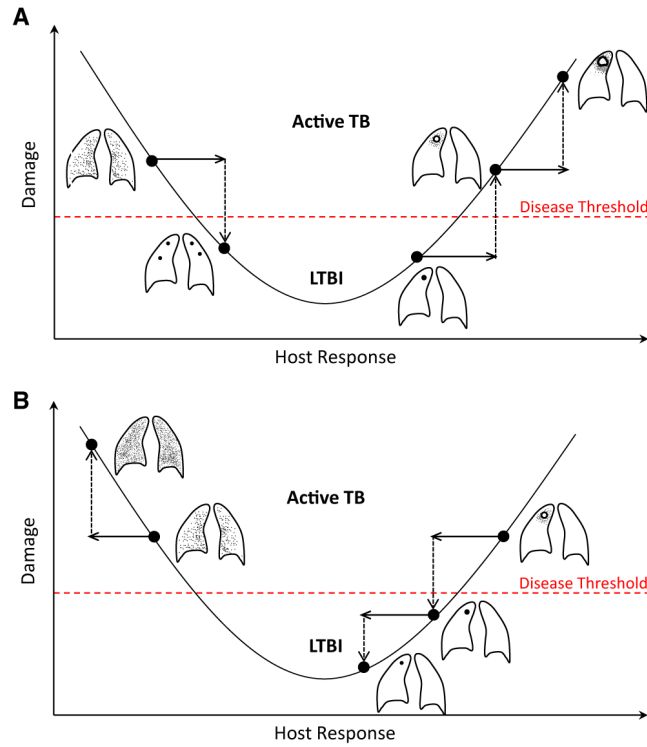 A
Active TB
Damage
Disease Threshold
LTBI
Host Response
B
Active TB
Damage
Disease Threshold
LTBI
Host Response